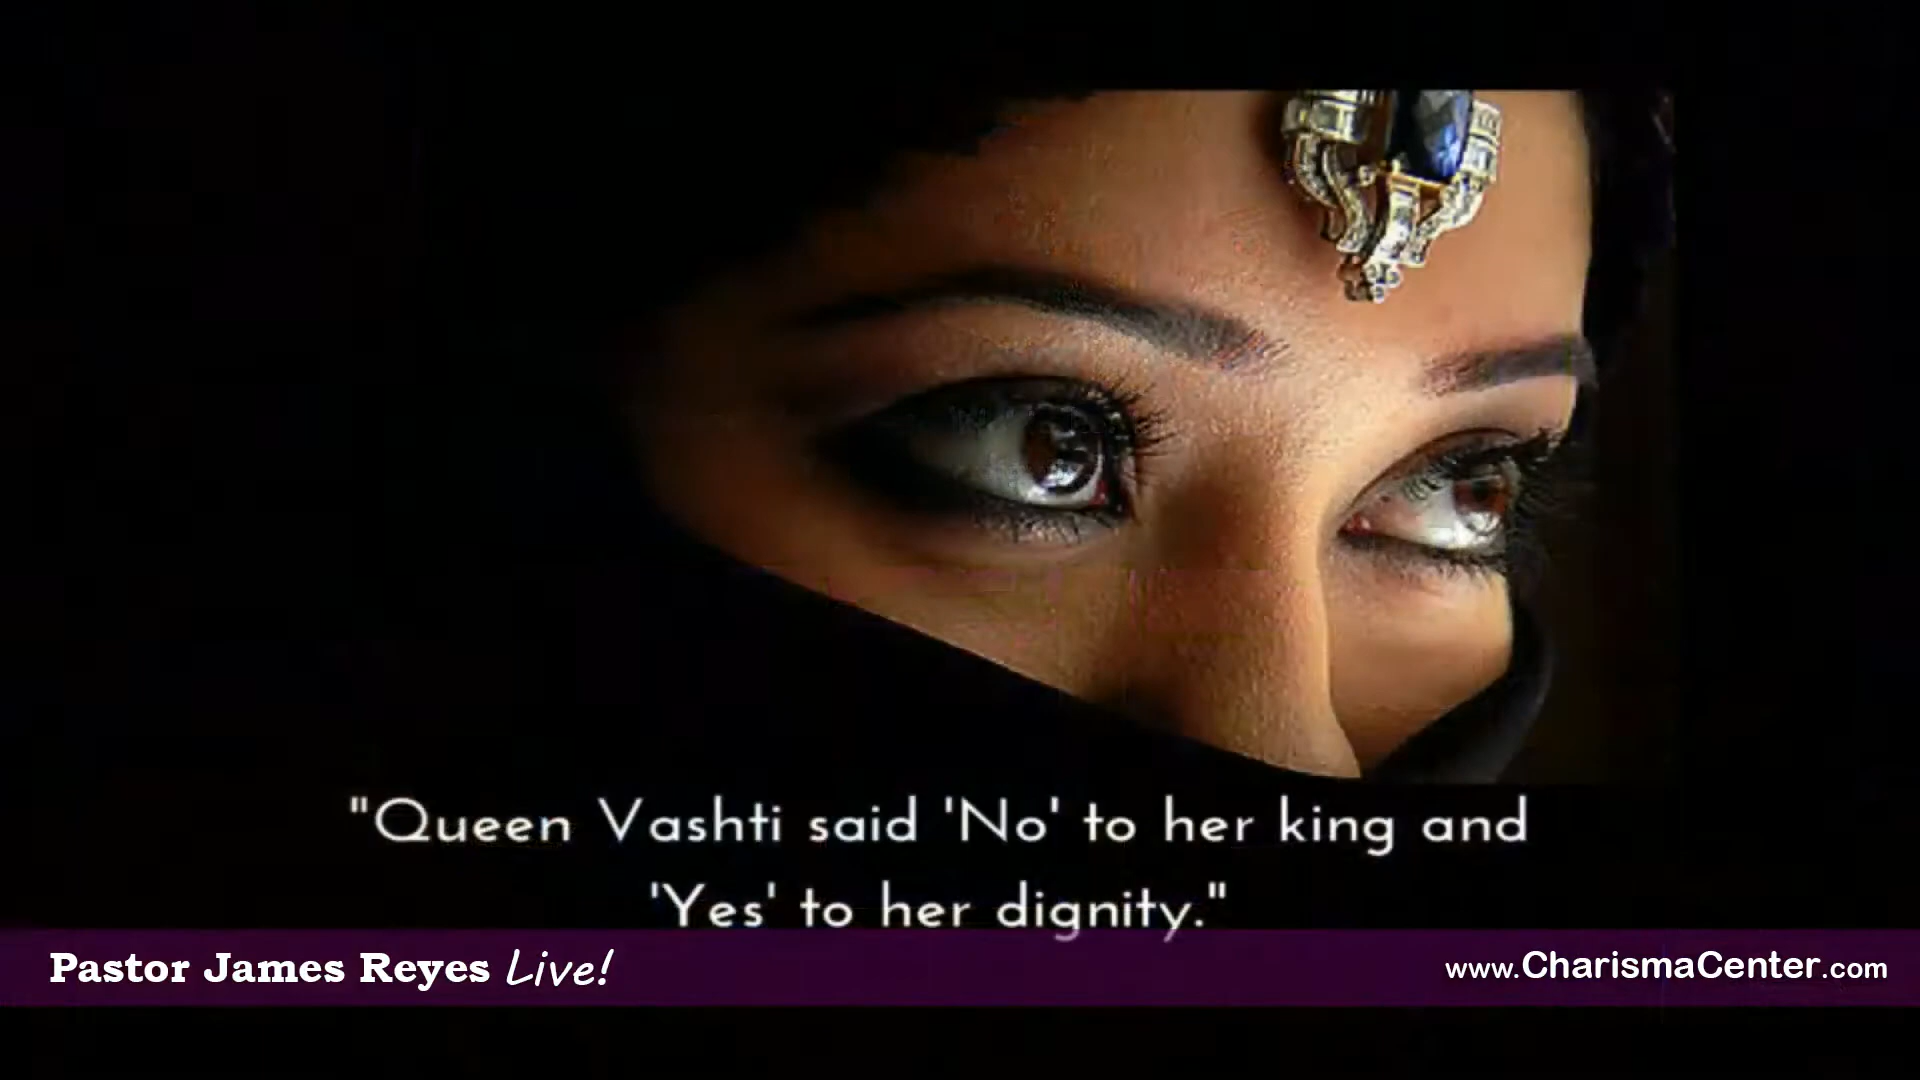 "Queen Vashti said 'No' to her king and
'Yes' to her dignity."
Pastor James Reyes Live!
www.CharismaCenter.com